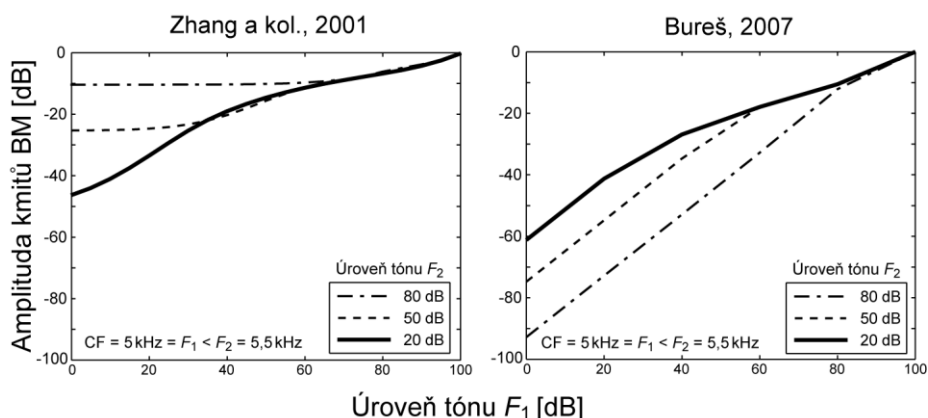 Zhang a kol., 2001
Amplituda kmitů BM [dB]
0
-20
-40
-60
-80
-100
0 20 40 60 80 100
Úroveň tónu F2
80 dB
50 dB
20 dB
CF = 5 kHz = F1 < F2 = 5,5 kHz
Bureš, 2007
0
-20
-40
-60
-80
-100
0 20 40 60 80 100
Úroveň tónu F2
80 dB
50 dB
20 dB
CF = 5 kHz = F1 < F2 = 5,5 kHz
Úroveň tónu F1 [dB]